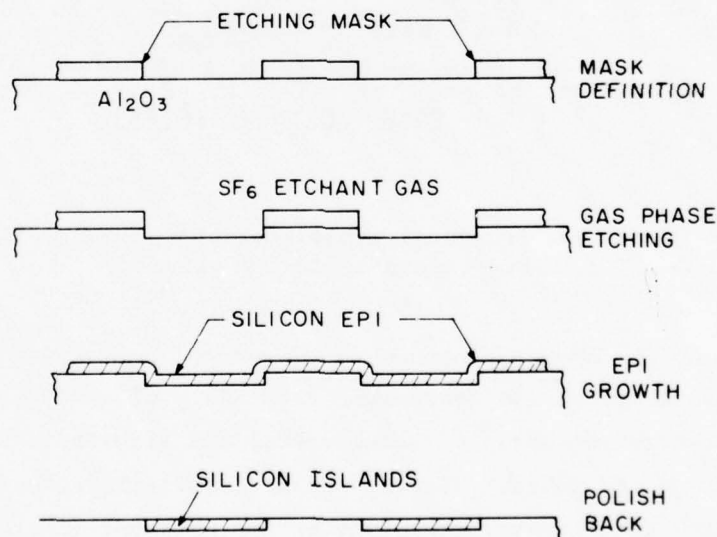 ETCHING MASK
Al₂O₃
MASK
DEFINITION
SF₆ ETCHANT GAS
GAS PHASE
ETCHING
SILICON EPI
EPI
GROWTH
SILICON ISLANDS
POLISH
BACK